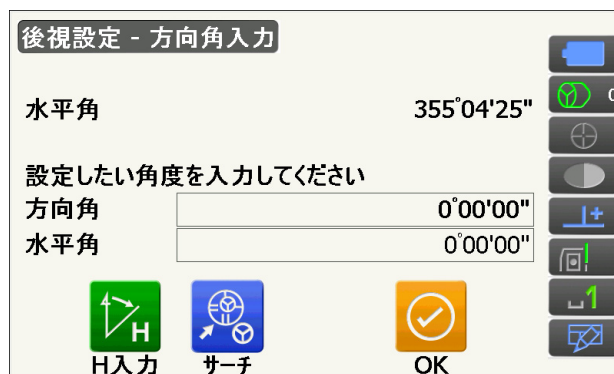 後視設定 - 方向角入力
水平角 355°04'25"
設定したい角度を入力してください
方向角 0°00'00"
水平角 0°00'00"
H
H入力 サーチ OK
1